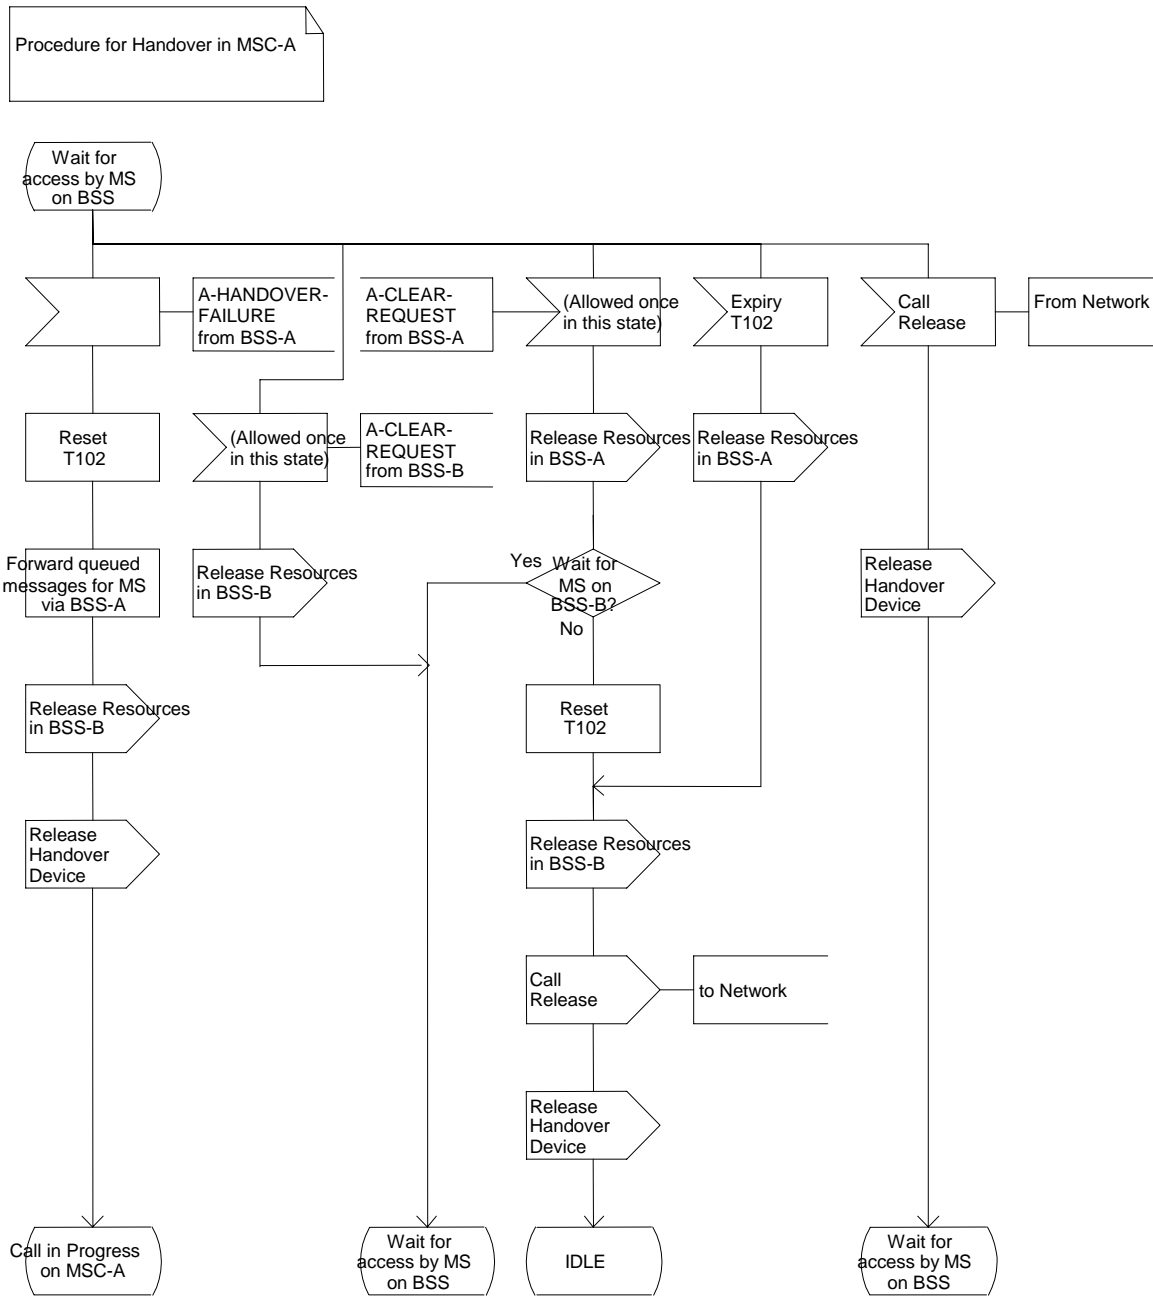 Procedure for Handover in MSC-A
Wait for
access by MS
on BSS
A-HANDOVER-
FAILURE
from BSS-A
A-CLEAR-
REQUEST
from BSS-A
(Allowed once
in this state)
Expiry
T102
Call
Release
From Network
Reset
T102
(Allowed once
in this state)
A-CLEAR-
REQUEST
from BSS-B
Release Resources
in BSS-A
Release Resources
in BSS-A
Forward queued
messages for MS
via BSS-A
Release Resources
in BSS-B
Yes
Wait for
MS on
BSS-B?
No
Release
Handover
Device
Release Resources
in BSS-B
Reset
T102
Release
Handover
Device
Release Resources
in BSS-B
Call
Release
to Network
Release
Handover
Device
Call in Progress
on MSC-A
Wait for
access by MS
on BSS
IDLE
Wait for
access by MS
on BSS